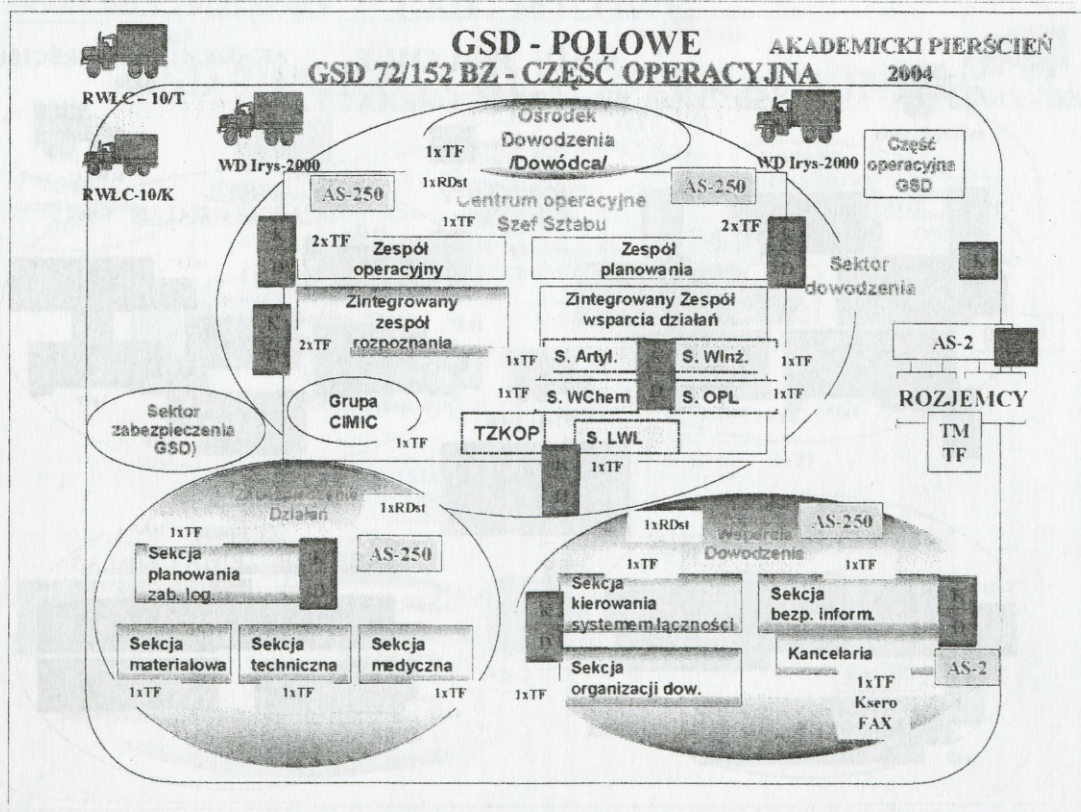 GSD - POLOWE
AKADEMICKI PIERŚCIEŃ
GSD 72/152 BZ - CZĘŚĆ OPERACYJNA
2004
RWŁC – 10/T
RWŁC-10/K
WD Irys-2000
Ośrodek
Dowodzenia
/Dowódca/
1xTF
WD Irys-2000
Część
operacyjna
GSD
AS-250
1xRDst
AS-250
Centrum operacyjne
Szef Sztabu
1xTF
K
D
2xTF
2xTF
D
Zespół
operacyjny
Zespół
planowania
Sektor
dowodzenia
K
Zintegrowany
zespół
rozpoznania
Zintegrowany Zespół
wsparcia działań
K
2xTF
1xTF
S. Artyl.
S. WInż.
1xTF
D
1xTF
S. WChem
S. OPL
1xTF
AS-2
ROZJEMCY
TM
TF
Sektor
zabezpieczenia
GSD)
Grupa
CIMIC
1xTF
TZKOP
S. LWL
K
D
1xTF
Zabezpieczenie
Działań
1xRDst
1xTF
AS-250
Sekcja
planowania
zab. log.
K
D
Sekcja
materiałowa
Sekcja
techniczna
Sekcja
medyczna
1xTF
1xTF
1xTF
1xRDst
AS-250
Wsparcia
Dowodzenia
1xTF
1xTF
K
D
Sekcja
kierowania
systemem łączności
Sekcja
bezp. inform.
K
D
Kancelaria
Sekcja
organizacji dow.
1xTF
AS-2
1xTF
Ksero
FAX